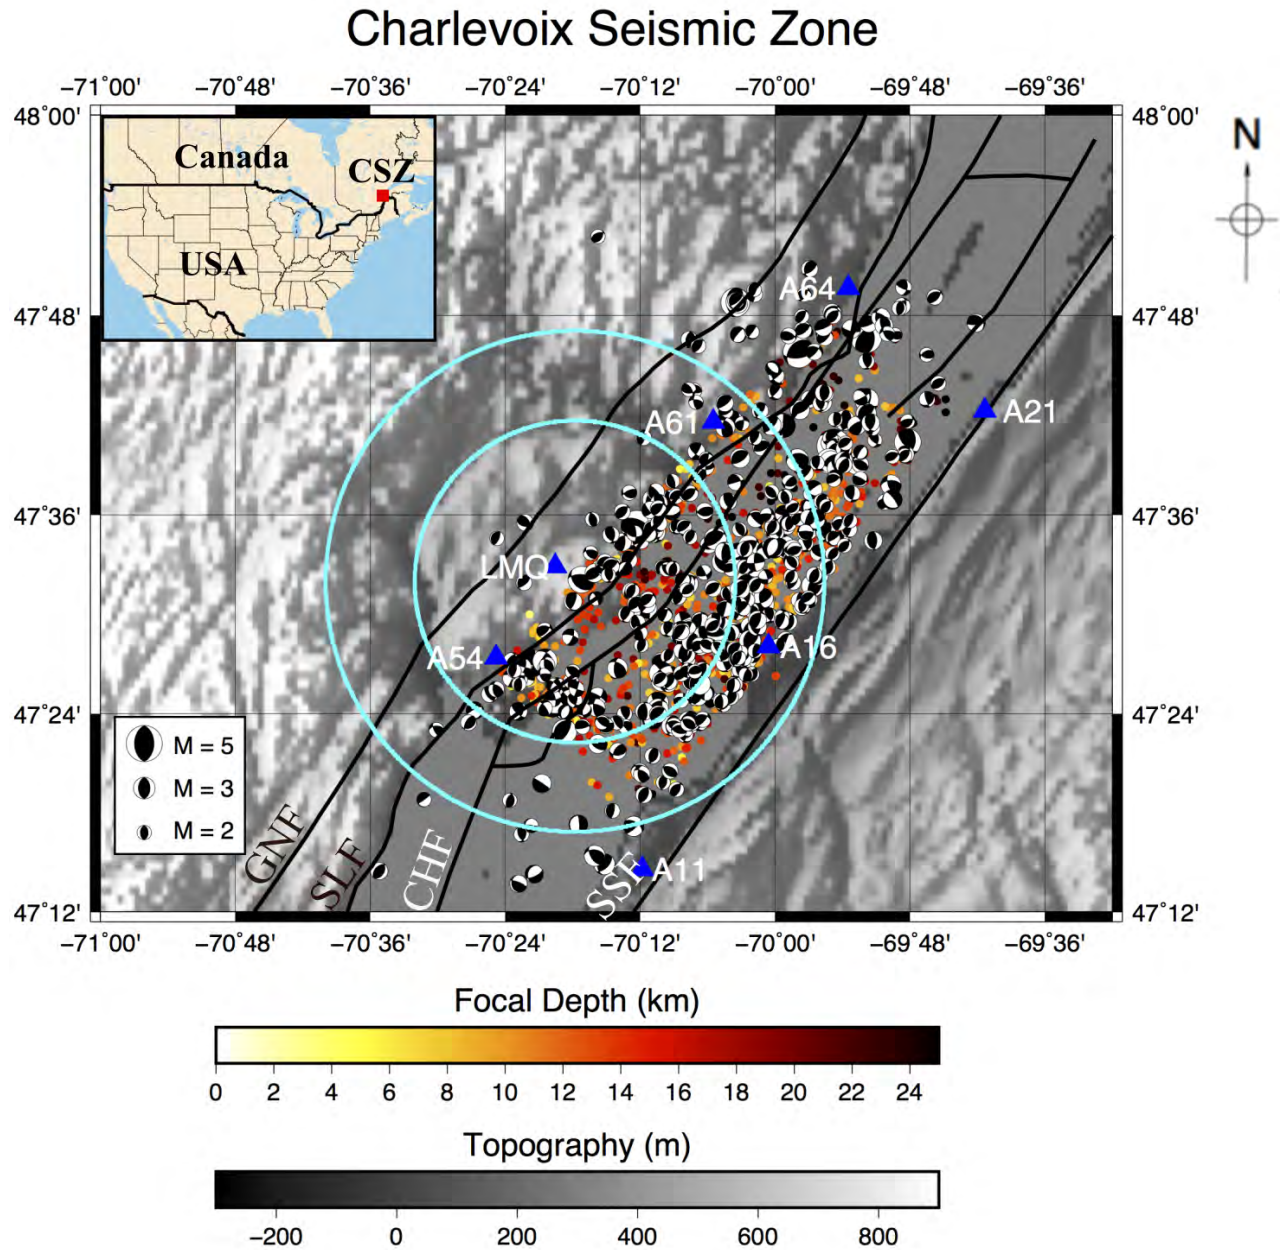 Charlevoix Seismic Zone
−71˚00' −70˚48' −70˚36' −70˚24' −70˚12' −70˚00' −69˚48' −69˚36'
48˚00' 48˚00'
N
Canada
CSZ
USA
A64
47˚48' 47˚48'
A61
A21
47˚36' 47˚36'
LMQ
A54
A16
47˚24' 47˚24'
M = 5
M = 3
M = 2
GNF
SLF
CHF
SSF
A11
47˚12' 47˚12'
−71˚00' −70˚48' −70˚36' −70˚24' −70˚12' −70˚00' −69˚48' −69˚36'
Focal Depth (km)
0 2 4 6 8 10 12 14 16 18 20 22 24
Topography (m)
−200 0 200 400 600 800